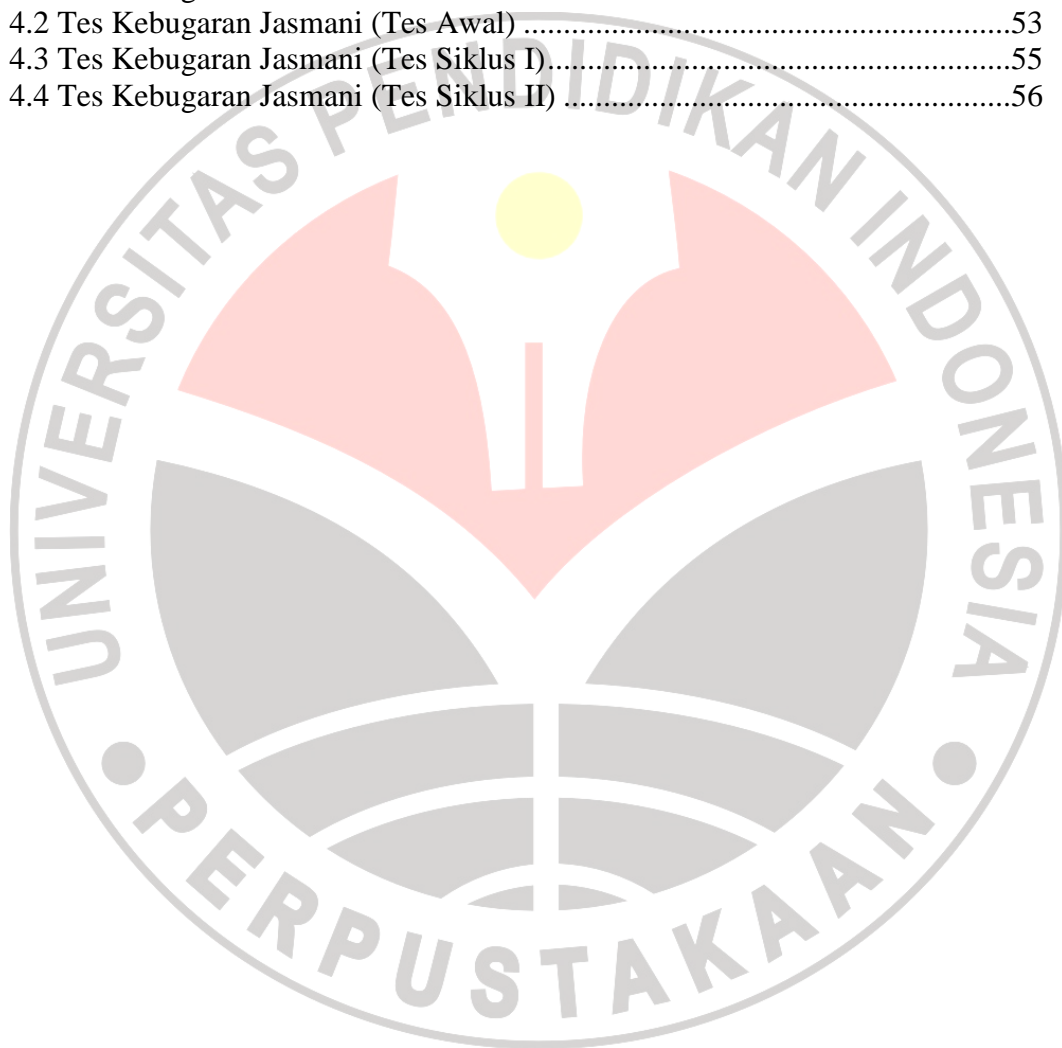 4.2 Tes Kebugaran Jasmani (Tes Awal) ............................................................53
4.3 Tes Kebugaran Jasmani (Tes Siklus I)..........................................................55
4.4 Tes Kebugaran Jasmani (Tes Siklus II) ........................................................56
UNIVERSITAS PENDIDIKAN INDONESIA
PERPUSTAKAAN